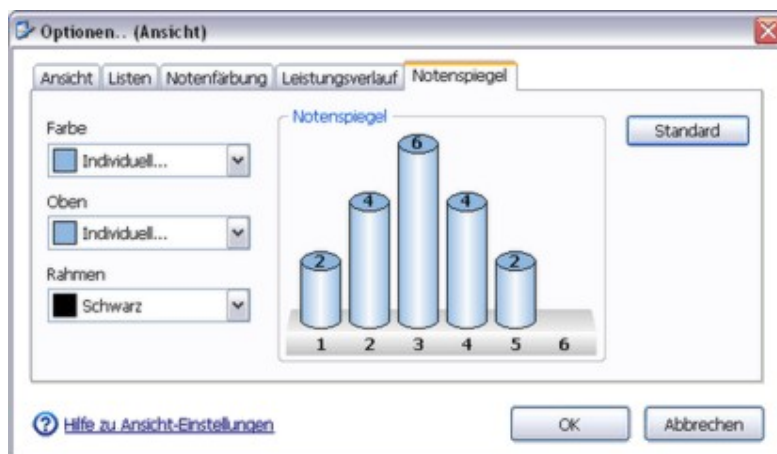 Optionen.. (Ansicht)
Ansicht Listen Notenfärbung Leistungsverlauf Notenspiegel
Farbe
Individuell...
Oben
Individuell...
Rahmen
Schwarz
Notenspiegel
6
4 4
2 2
1 2 3 4 5 6
Standard
Hilfe zu Ansicht-Einstellungen
OK Abbrechen